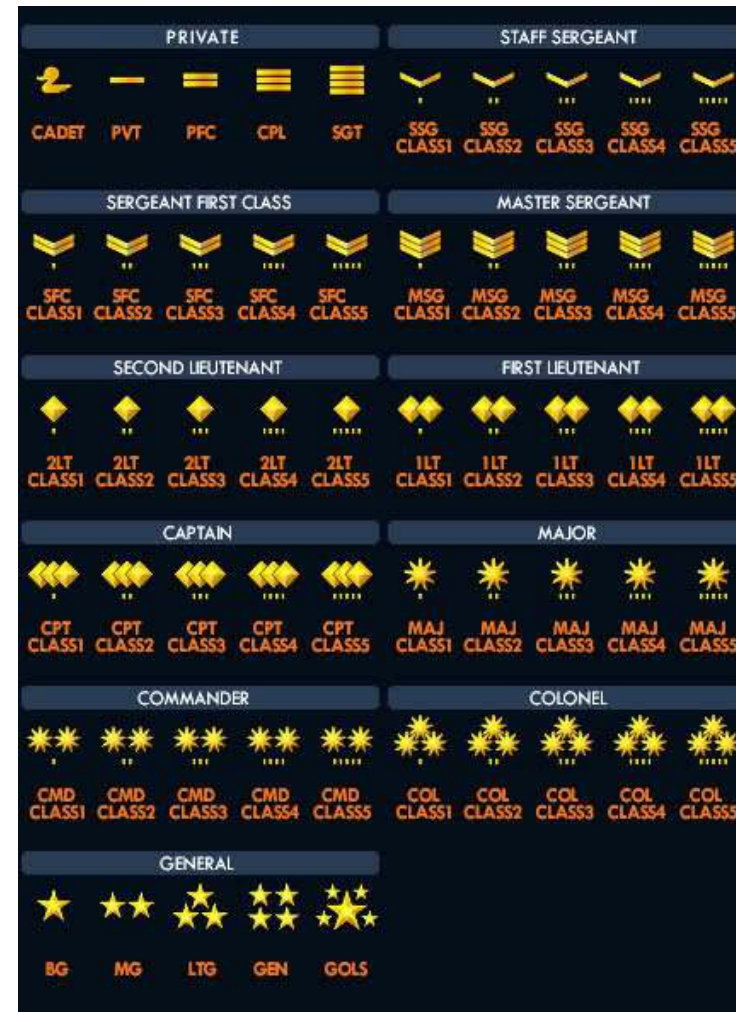 PRIVATE
CADET PVT PFC CPL SGT
STAFF SERGEANT
SSG SSG SSG SSG SSG
CLASS1 CLASS2 CLASS3 CLASS4 CLASS5
SERGEANT FIRST CLASS
SFC SFC SFC SFC SFC
CLASS1 CLASS2 CLASS3 CLASS4 CLASS5
MASTER SERGEANT
MSG MSG MSG MSG MSG
CLASS1 CLASS2 CLASS3 CLASS4 CLASS5
SECOND LIEUTENANT
2LT 2LT 2LT 2LT 2LT
CLASS1 CLASS2 CLASS3 CLASS4 CLASS5
FIRST LIEUTENANT
1LT 1LT 1LT 1LT 1LT
CLASS1 CLASS2 CLASS3 CLASS4 CLASS5
CAPTAIN
CPT CPT CPT CPT CPT
CLASS1 CLASS2 CLASS3 CLASS4 CLASS5
MAJOR
MAJ MAJ MAJ MAJ MAJ
CLASS1 CLASS2 CLASS3 CLASS4 CLASS5
COMMANDER
CMD CMD CMD CMD CMD
CLASS1 CLASS2 CLASS3 CLASS4 CLASS5
COLONEL
COL COL COL COL COL
CLASS1 CLASS2 CLASS3 CLASS4 CLASS5
GENERAL
BG MG LTG GEN GOLS